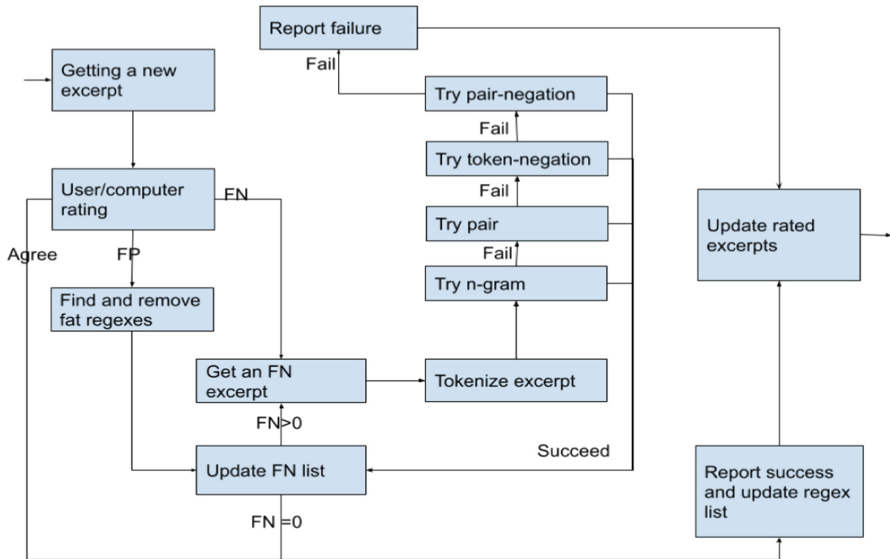 Report failure
Fail
Getting a new
excerpt
Try pair-negation
Fail
Try token-negation
Fail
User/computer
rating
FN
Try pair
Update rated
excerpts
Agree
FP
Fail
Try n-gram
Find and remove
fat regexes
Get an FN
excerpt
Tokenize excerpt
FN>0
Succeed
Update FN list
Report success
and update regex
list
FN =0